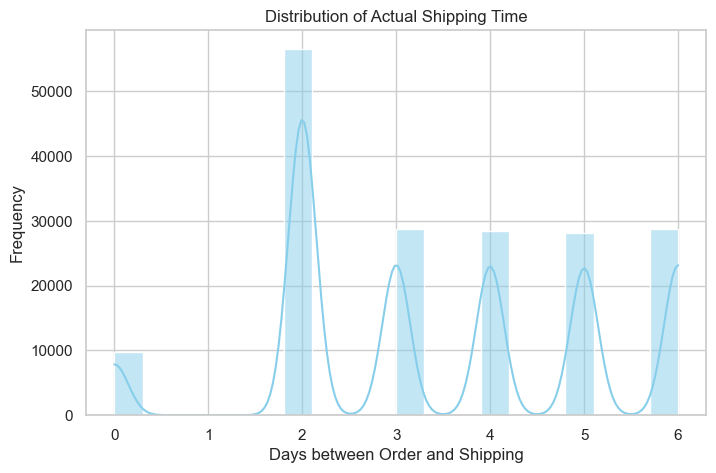 Distribution of Actual Shipping Time
Frequency
50000
40000
30000
20000
10000
0
0 1 2 3 4 5 6
Days between Order and Shipping